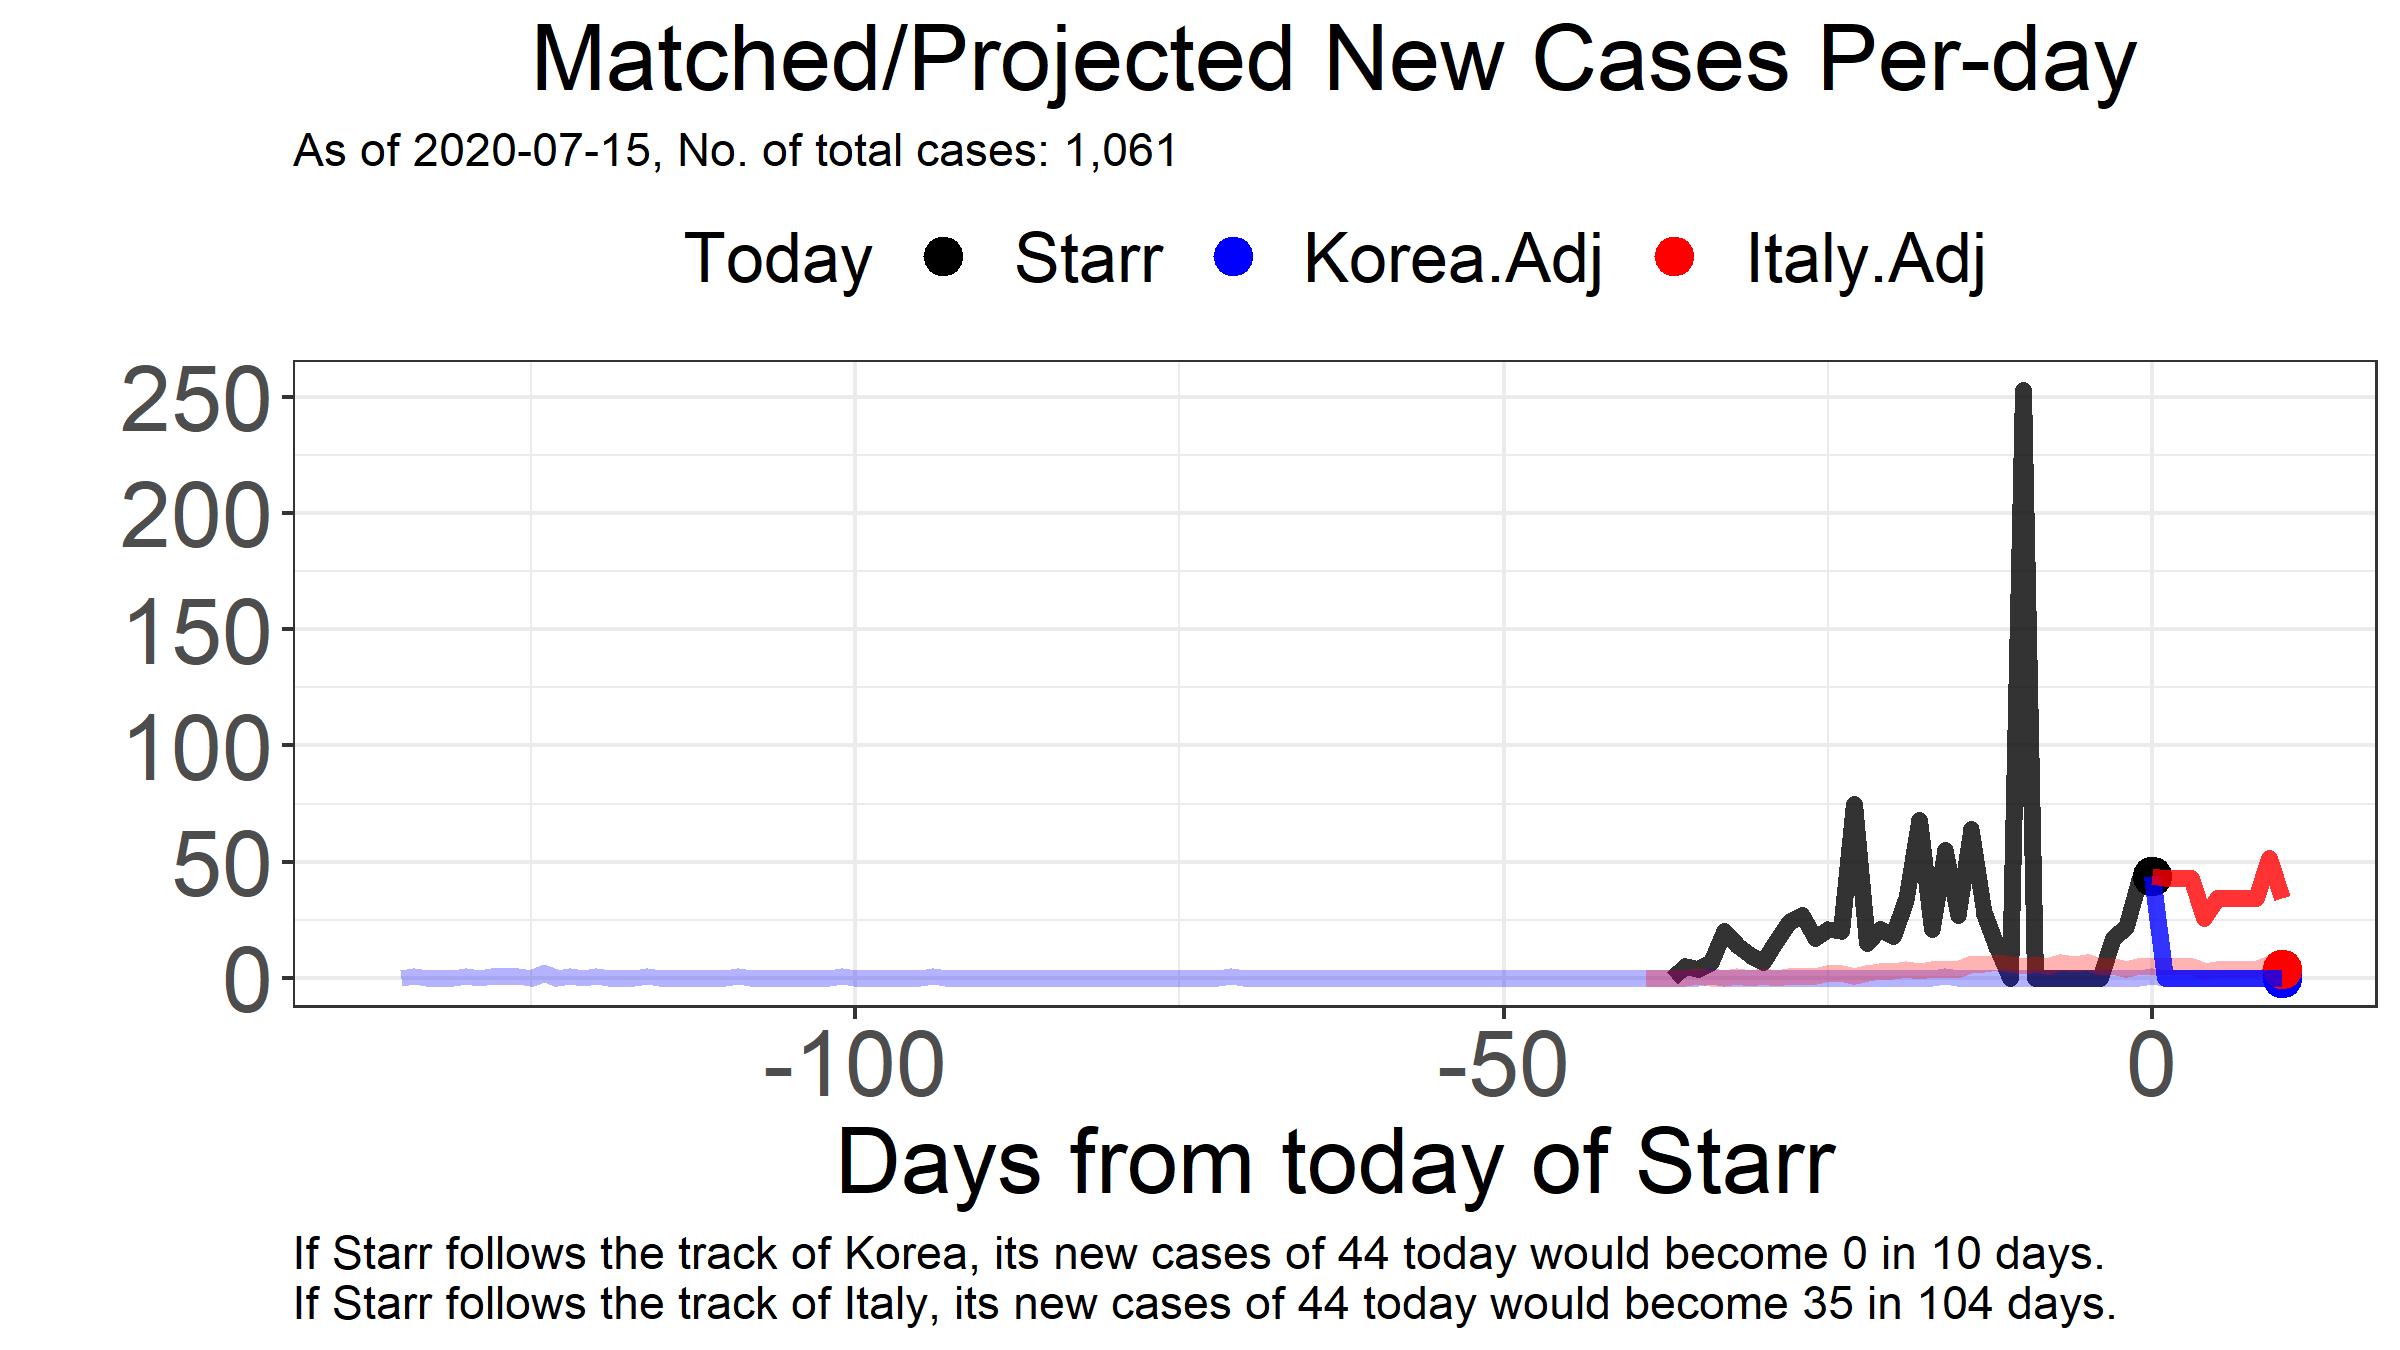 Matched/Projected New Cases Per-day
As of 2020-07-15, No. of total cases: 1,061
Today Starr Korea.Adj Italy.Adj
250
200
150
100
50
0
-100 -50 0
Days from today of Starr
If Starr follows the track of Korea, its new cases of 44 today would become 0 in 10 days.
If Starr follows the track of Italy, its new cases of 44 today would become 35 in 104 days.